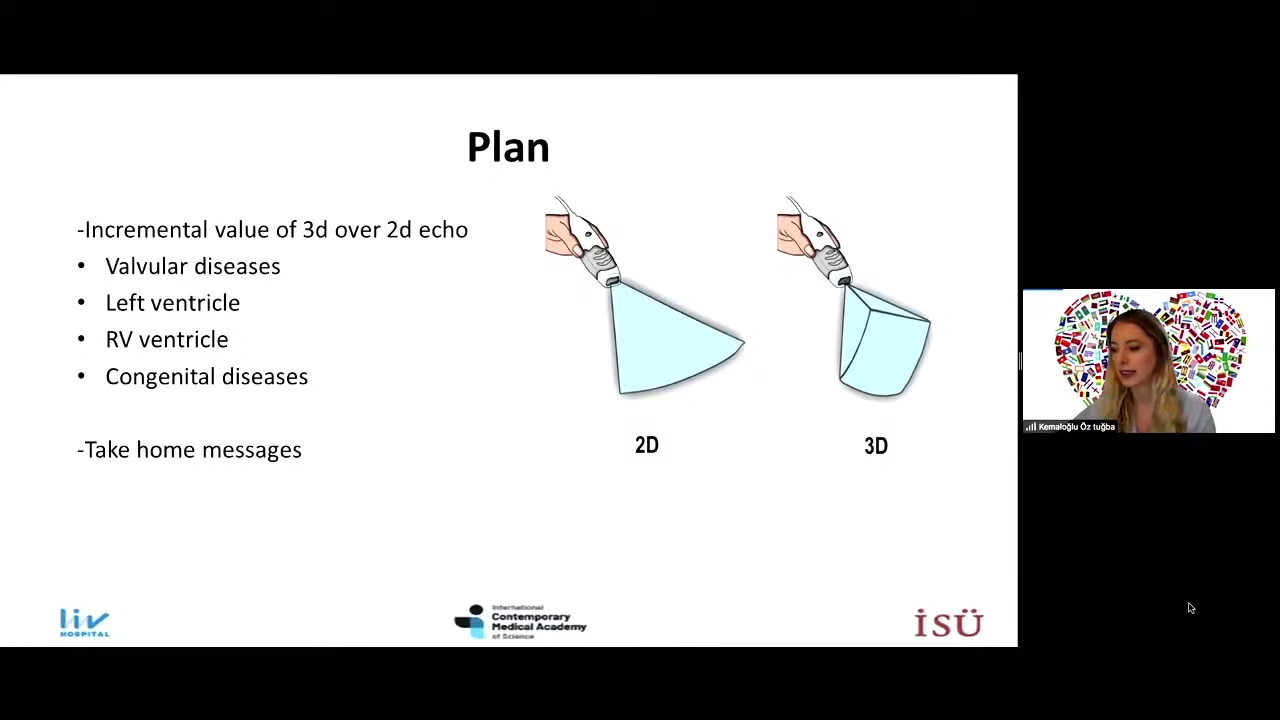 Plan
-Incremental value of 3d over 2d echo
• Valvular diseases
• Left ventricle
• RV ventricle
• Congenital diseases
-Take home messages
2D
3D
Kemaloğlu Öz tuğba
liv
HOSPITAL
International
Contemporary
Medical Academy
of Science
İSÜ